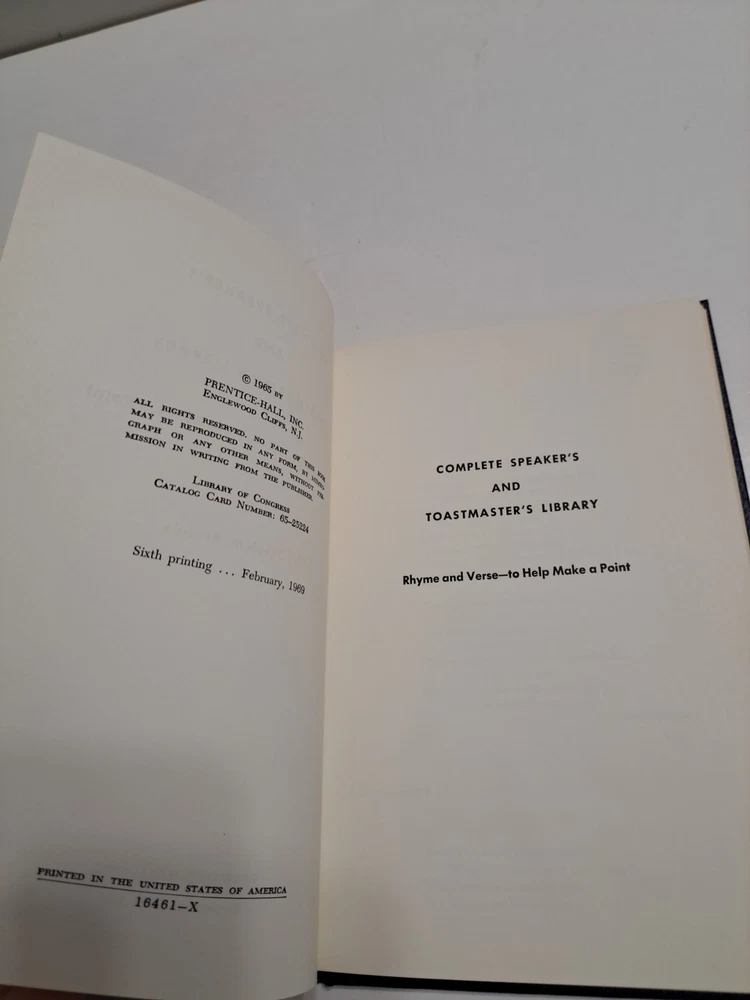 © 1965 BY
PRENTICE-HALL, INC.
ENGLEWOOD CLIFFS, N.J.
ALL RIGHTS RESERVED. NO PART OF THIS BOOK
MAY BE REPRODUCED IN ANY FORM, BY MIMEO-
GRAPH OR ANY OTHER MEANS, WITHOUT PER-
MISSION IN WRITING FROM THE PUBLISHER.
LIBRARY OF CONGRESS
CATALOG CARD NUMBER: 65-25224
Sixth printing ... February, 1969
PRINTED IN THE UNITED STATES OF AMERICA
16461—X
COMPLETE SPEAKER'S
AND
TOASTMASTER'S LIBRARY
Rhyme and Verse—to Help Make a Point